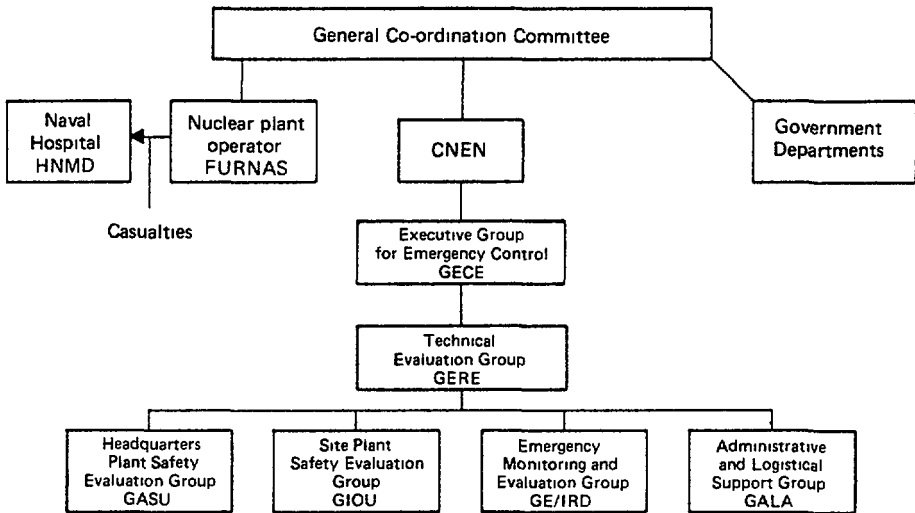 General Co-ordination Committee
Naval
Hospital
HNMD
Nuclear plant
operator
FURNAS
CNEN
Government
Departments
Casualties
Executive Group
for Emergency Control
GECE
Technical
Evaluation Group
GERE
Headquarters
Plant Safety
Evaluation Group
GASU
Site Plant
Safety Evaluation
Group
GIOU
Emergency
Monitoring and
Evaluation Group
GE/IRD
Administrative
and Logistical
Support Group
GALA